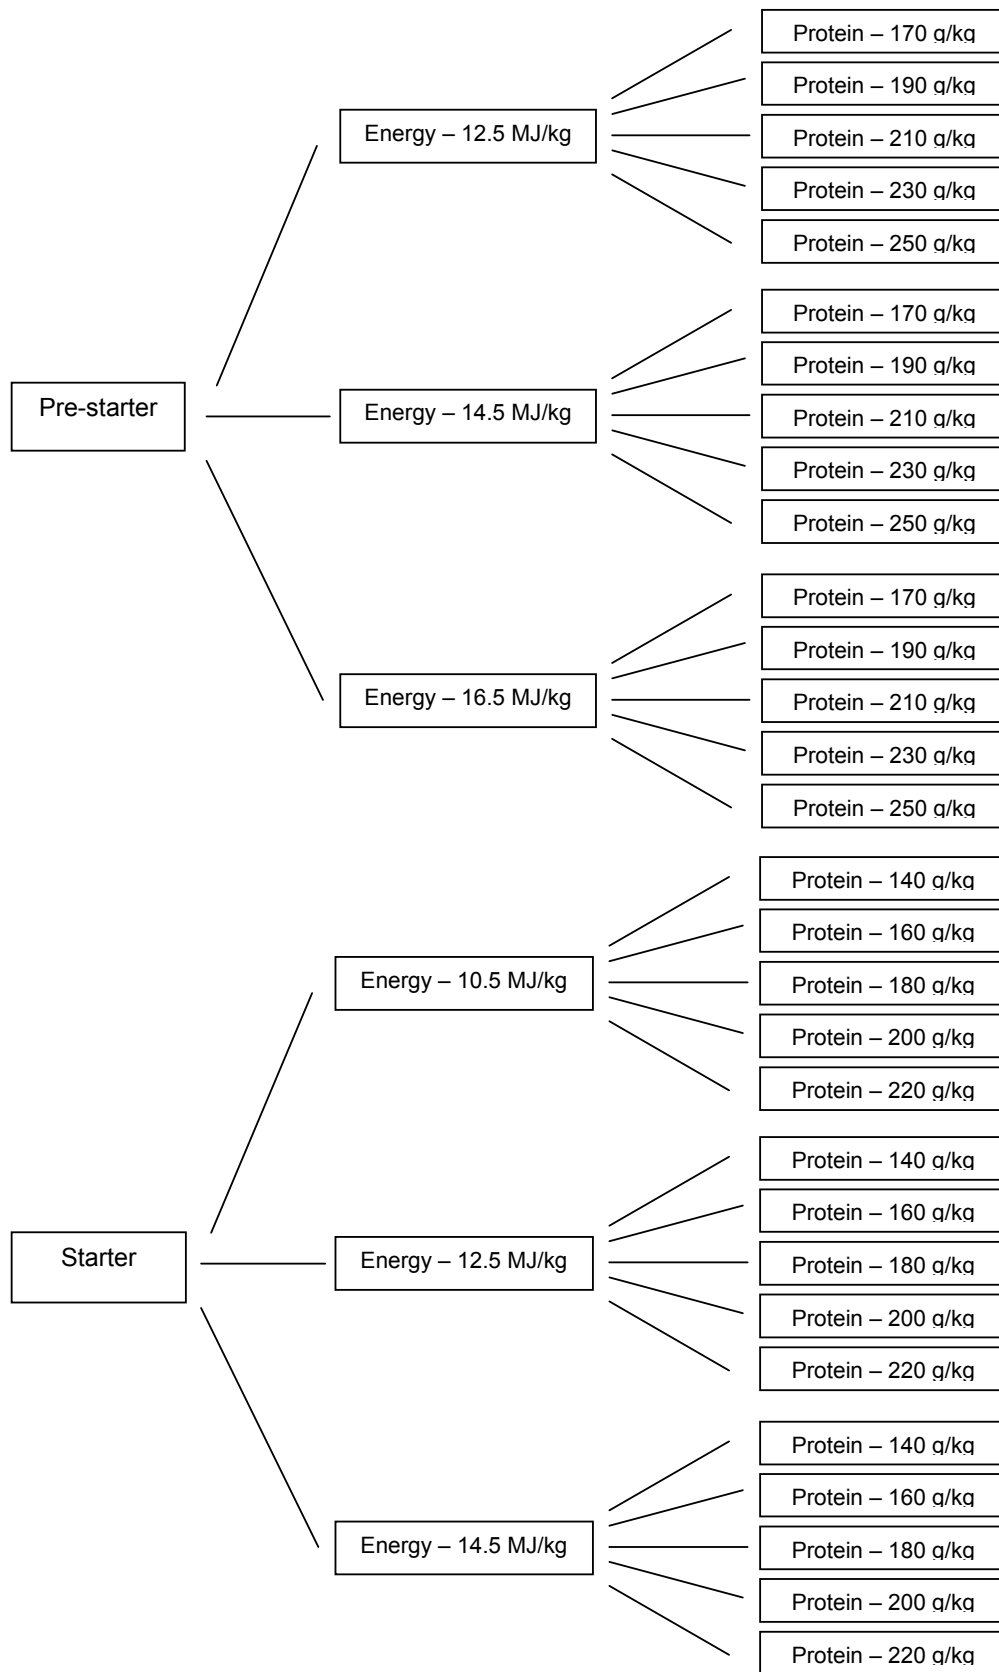 Pre-starter
Energy – 12.5 MJ/kg
Protein – 170 g/kg
Protein – 190 g/kg
Protein – 210 g/kg
Protein – 230 g/kg
Protein – 250 g/kg
Energy – 14.5 MJ/kg
Protein – 170 g/kg
Protein – 190 g/kg
Protein – 210 g/kg
Protein – 230 g/kg
Protein – 250 g/kg
Energy – 16.5 MJ/kg
Protein – 170 g/kg
Protein – 190 g/kg
Protein – 210 g/kg
Protein – 230 g/kg
Protein – 250 g/kg
Starter
Energy – 10.5 MJ/kg
Protein – 140 g/kg
Protein – 160 g/kg
Protein – 180 g/kg
Protein – 200 g/kg
Protein – 220 g/kg
Energy – 12.5 MJ/kg
Protein – 140 g/kg
Protein – 160 g/kg
Protein – 180 g/kg
Protein – 200 g/kg
Protein – 220 g/kg
Energy – 14.5 MJ/kg
Protein – 140 g/kg
Protein – 160 g/kg
Protein – 180 g/kg
Protein – 200 g/kg
Protein – 220 g/kg